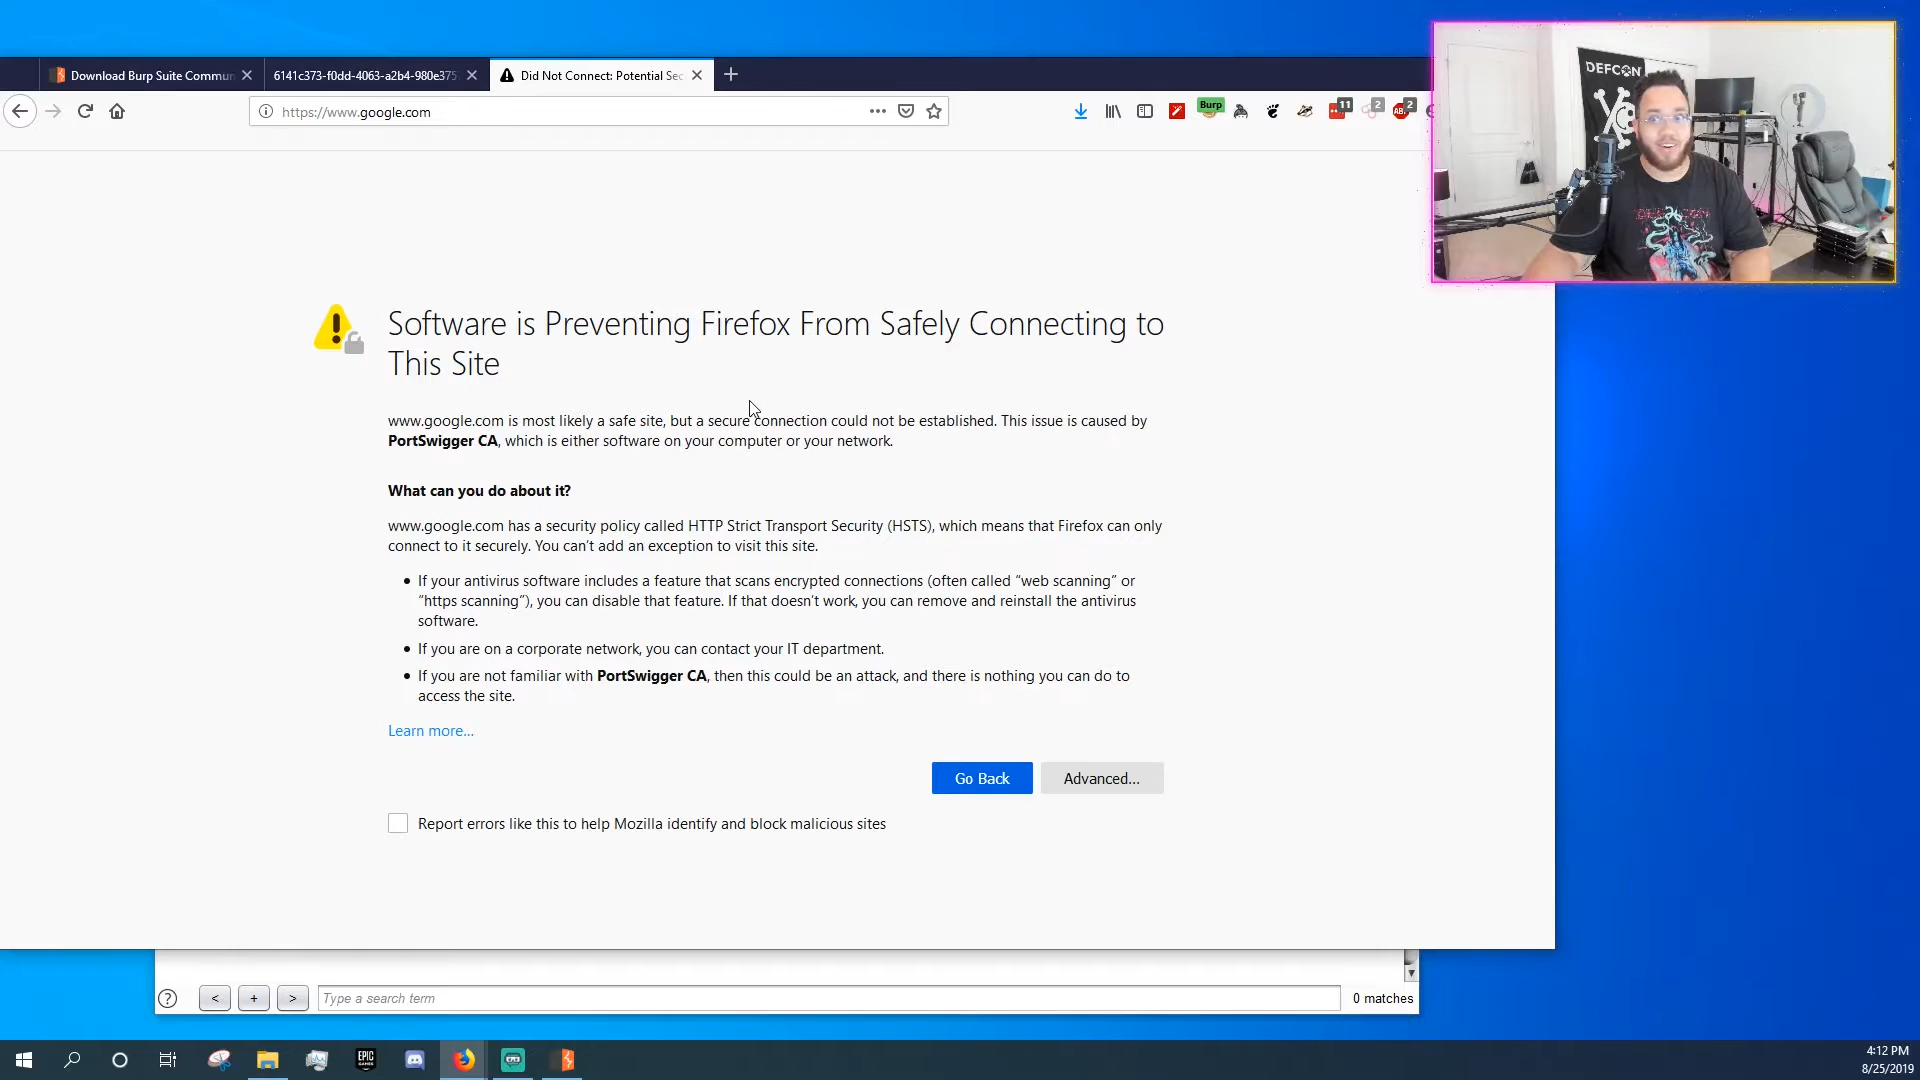 Download Burp Suite Commun
6141c373-f0dd-4063-a2b4-980e375
Did Not Connect: Potential Sec
https://www.google.com
Burp
11
2
2
DEFCON
Software is Preventing Firefox From Safely Connecting to
This Site
www.google.com is most likely a safe site, but a secure connection could not be established. This issue is caused by
PortSwigger CA, which is either software on your computer or your network.
What can you do about it?
www.google.com has a security policy called HTTP Strict Transport Security (HSTS), which means that Firefox can only
connect to it securely. You can’t add an exception to visit this site.
• If your antivirus software includes a feature that scans encrypted connections (often called “web scanning” or
“https scanning”), you can disable that feature. If that doesn’t work, you can remove and reinstall the antivirus
software.
• If you are on a corporate network, you can contact your IT department.
• If you are not familiar with PortSwigger CA, then this could be an attack, and there is nothing you can do to
access the site.
Learn more…
Go Back
Advanced…
Report errors like this to help Mozilla identify and block malicious sites
?
<
+
>
Type a search term
0 matches
EPIC
GAMES
4:12 PM
8/25/2019